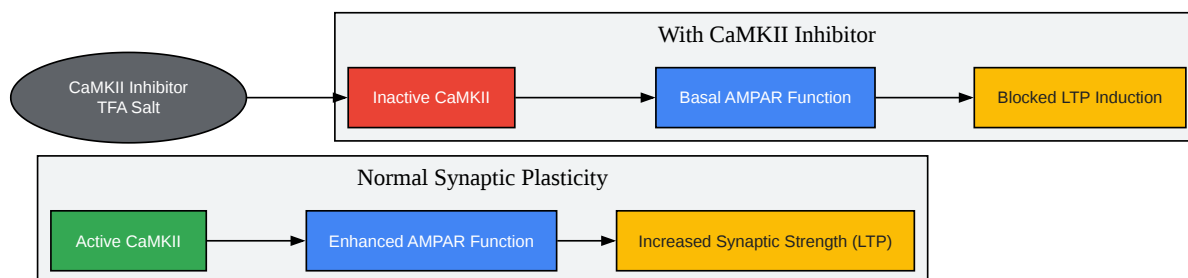 With CaMKII Inhibitor
CaMKII Inhibitor
TFA Salt
Inactive CaMKII
Basal AMPAR Function
Blocked LTP Induction
Normal Synaptic Plasticity
Active CaMKII
Enhanced AMPAR Function
Increased Synaptic Strength (LTP)